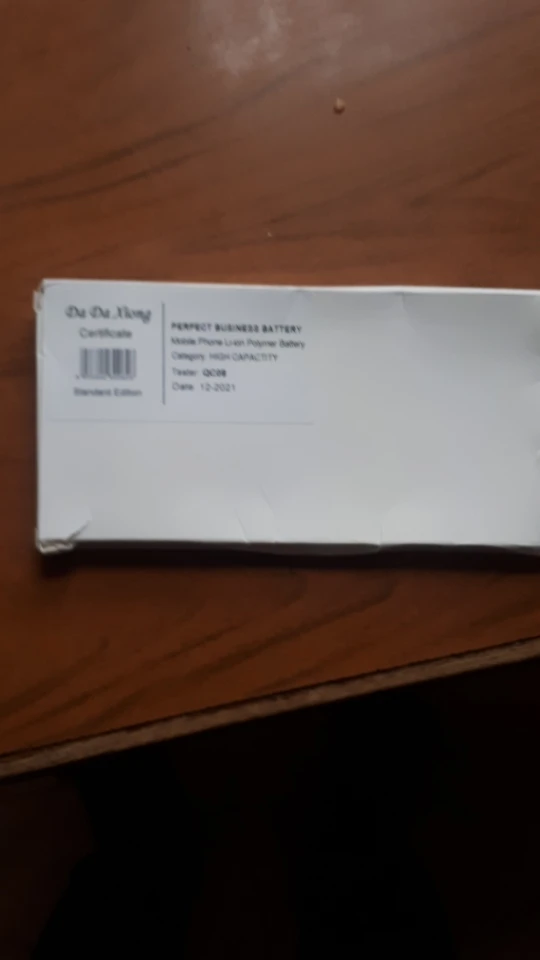 Da Da Xiong
Certificate
Standard Edition
PERFECT BUSINESS BATTERY
Mobile Phone Li-ion Polymer Battery
Category: HIGH CAPACTITY
Tester: QC08
Date: 12-2021